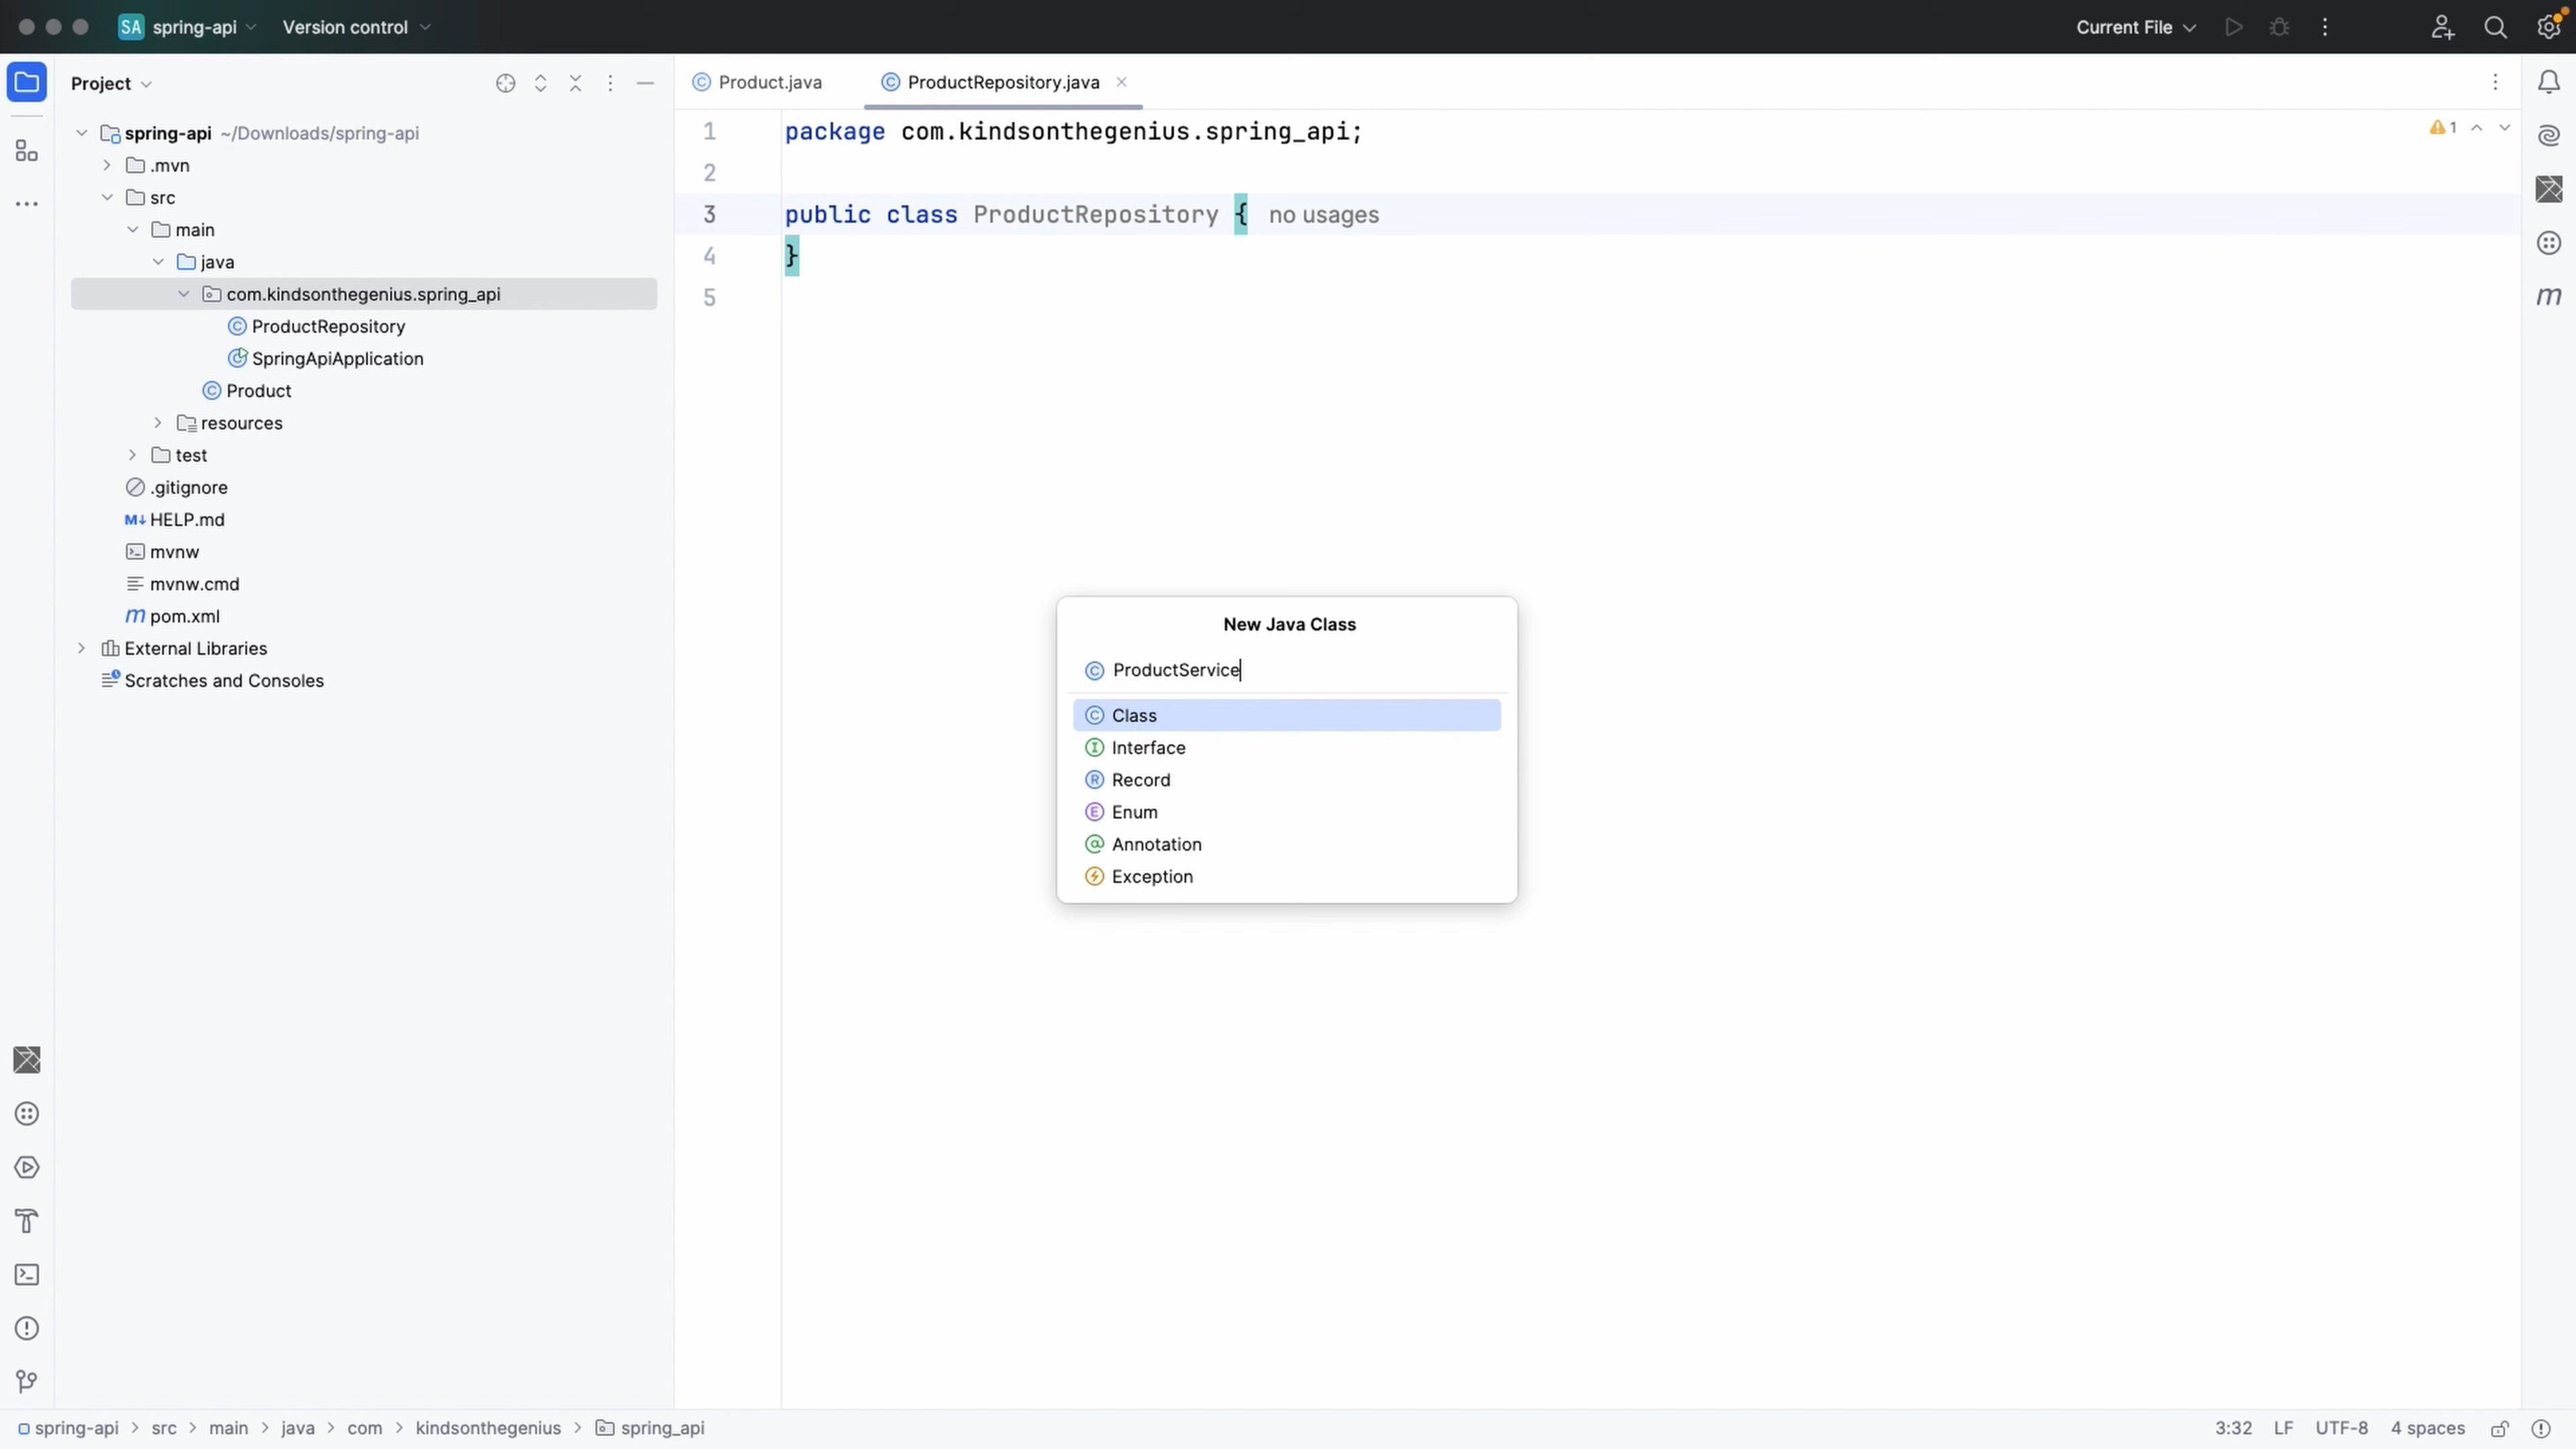 SA spring-api Version control Current File
Project
Product.java ProductRepository.java
spring-api ~/Downloads/spring-api
.mvn
src
main
java
com.kindsonthegenius.spring_api
ProductRepository
SpringApiApplication
Product
resources
test
.gitignore
M↓ HELP.md
mvnw
mvnw.cmd
m pom.xml
External Libraries
Scratches and Consoles
1 package com.kindsonthegenius.spring_api;
2
3 public class ProductRepository { no usages
4 }
5
1
m
New Java Class
C ProductService
C Class
I Interface
R Record
E Enum
@ Annotation
Exception
spring-api > src > main > java > com > kindsonthegenius > spring_api 3:32 LF UTF-8 4 spaces